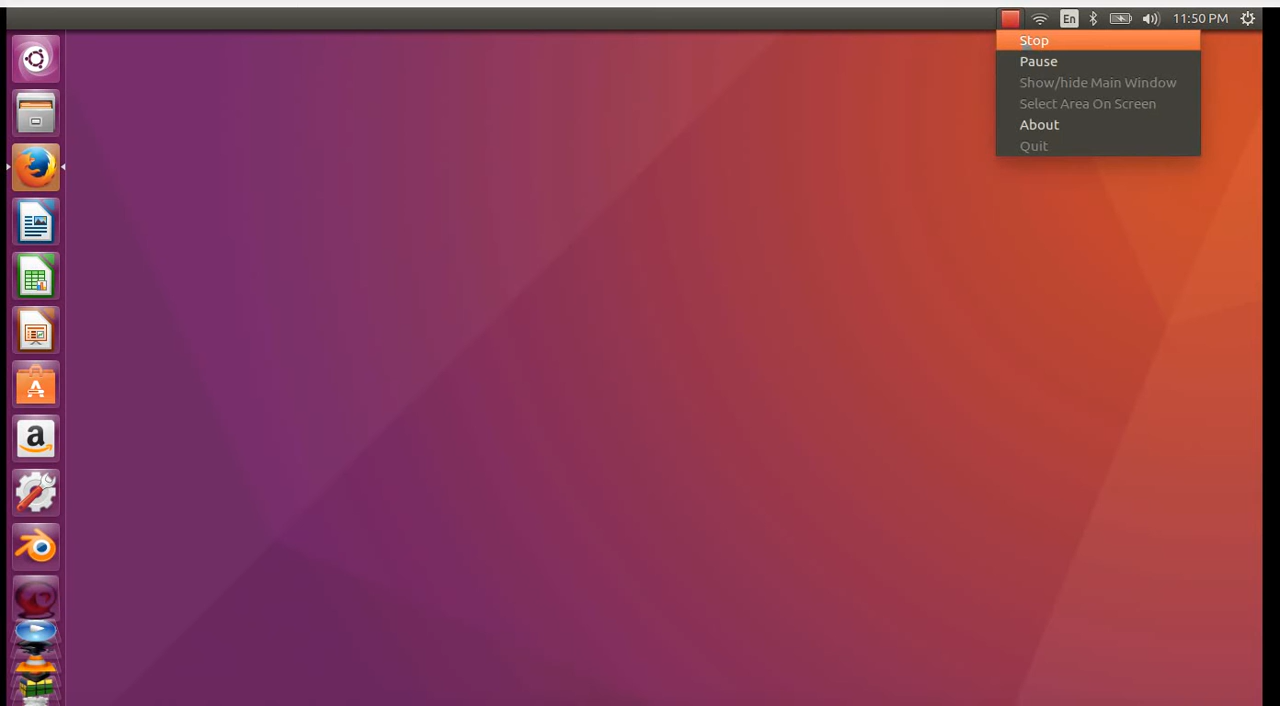 En
11:50 PM
Stop
Pause
Show/hide Main Window
Select Area On Screen
About
Quit
a